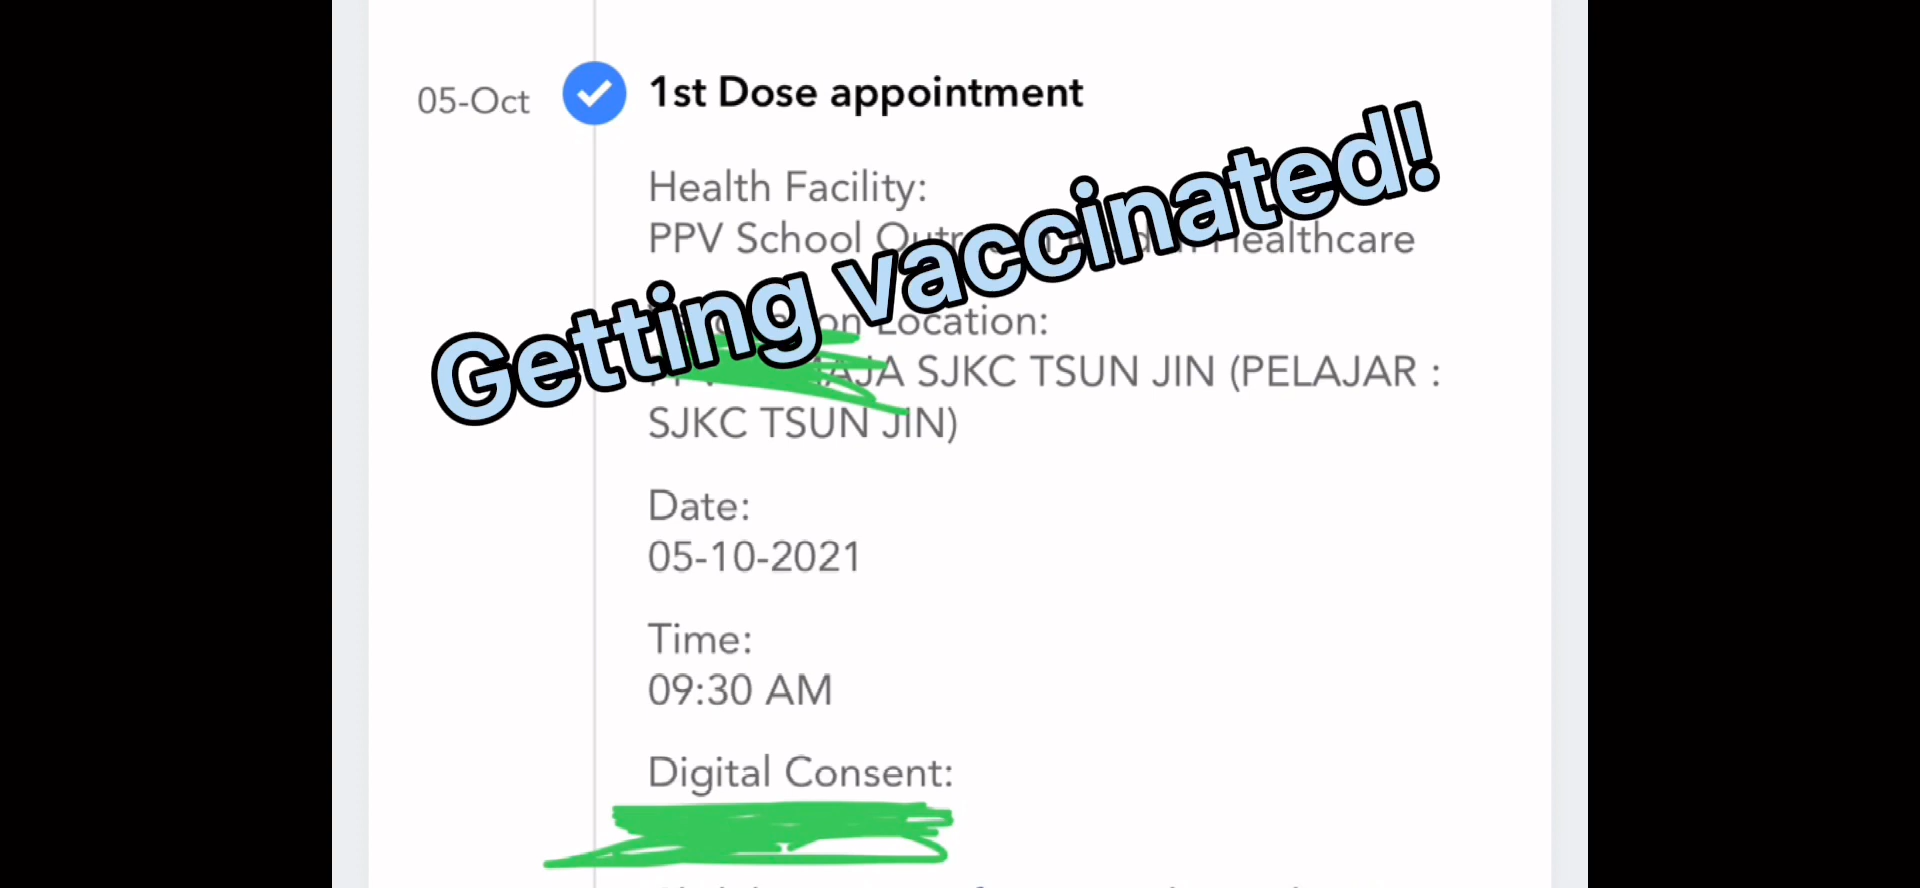 05-Oct
1st Dose appointment
Health Facility:
PPV School Healthcare
Getting vaccinated!
Location:
SJKC TSUN JIN (PELAJAR :
SJKC TSUN JIN)
Date:
05-10-2021
Time:
09:30 AM
Digital Consent: